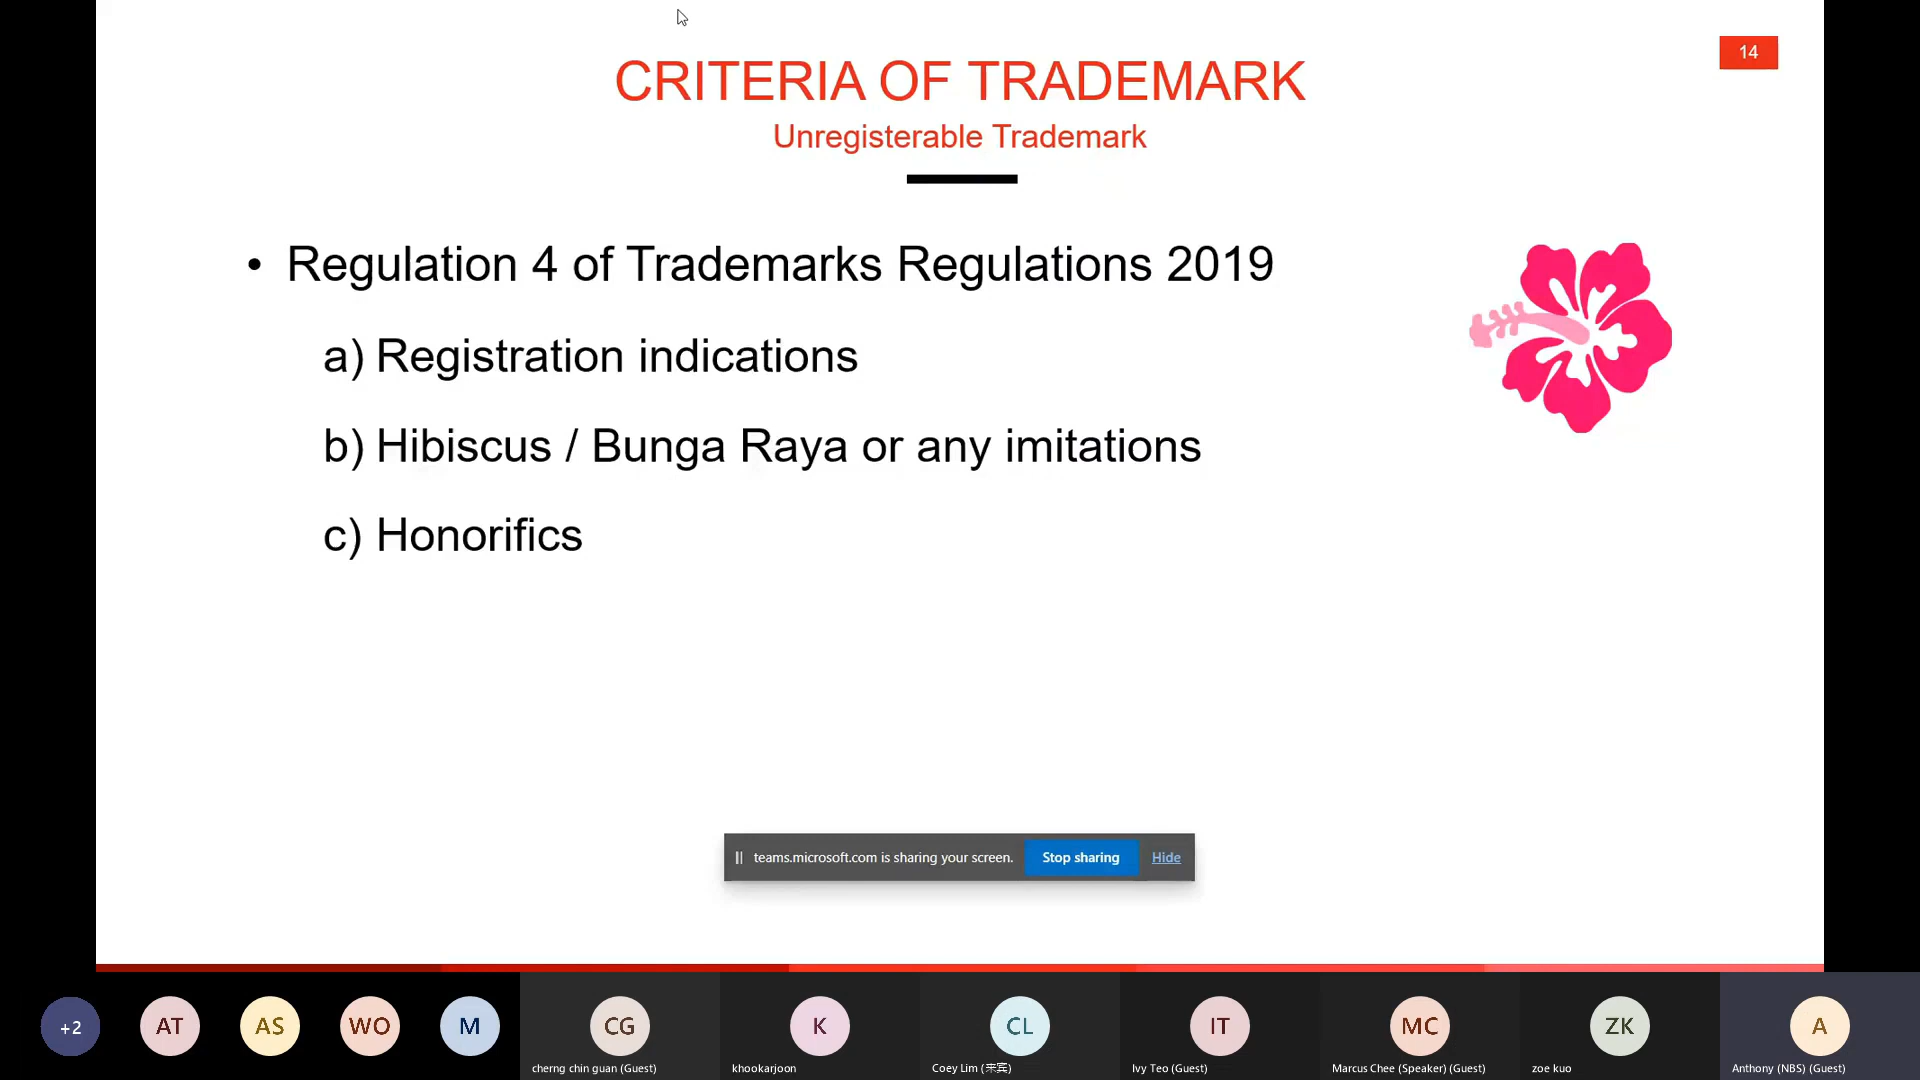 14
CRITERIA OF TRADEMARK
Unregisterable Trademark
• Regulation 4 of Trademarks Regulations 2019
a) Registration indications
b) Hibiscus / Bunga Raya or any imitations
c) Honorifics
teams.microsoft.com is sharing your screen. Stop sharing Hide
+2 AT AS WO M CG K CL IT MC ZK A
cherng chin guan (Guest) khookarjoon Coey Lim (宋宾) Ivy Teo (Guest) Marcus Chee (Speaker) (Guest) zoe kuo Anthony (NBS) (Guest)